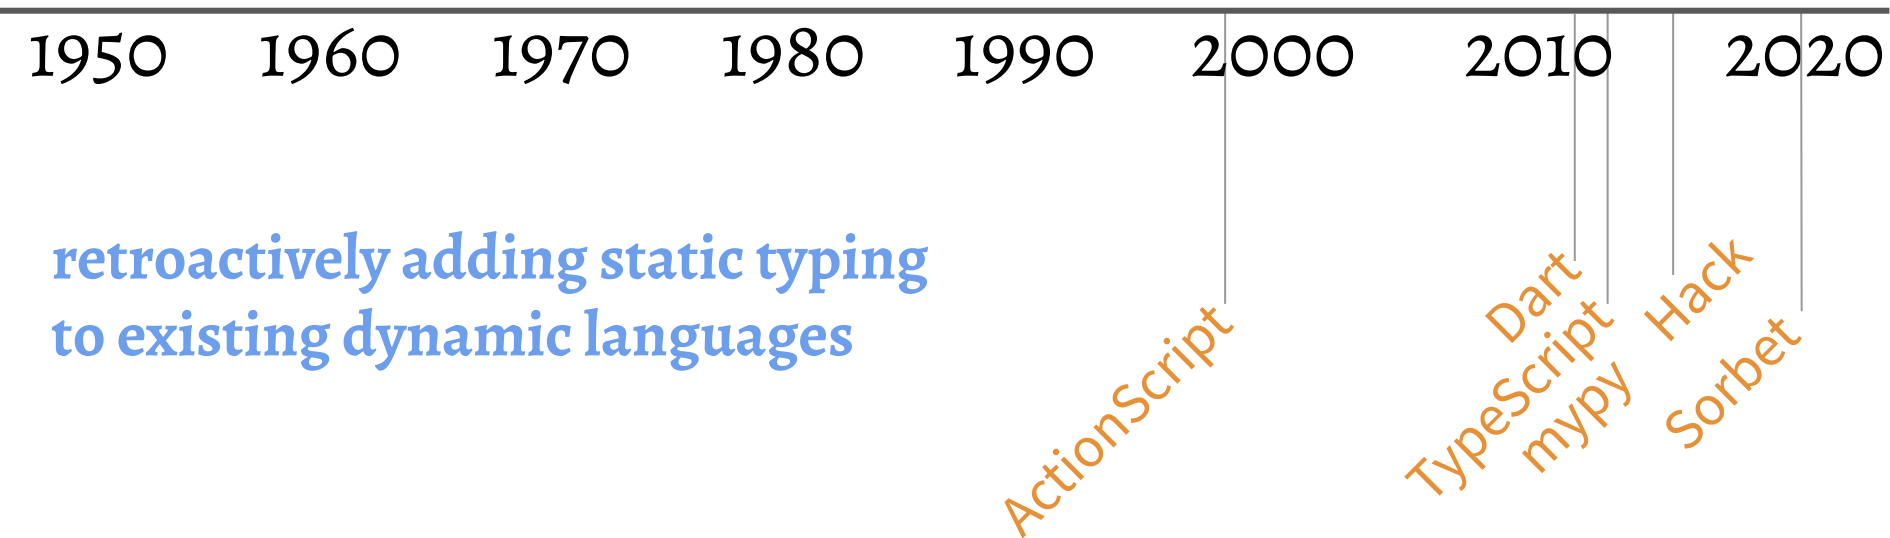 1950 1960 1970 1980 1990 2000 2010 2020
retroactively adding static typing
to existing dynamic languages
ActionScript
Dart
TypeScript
mypy
Hack
Sorbet